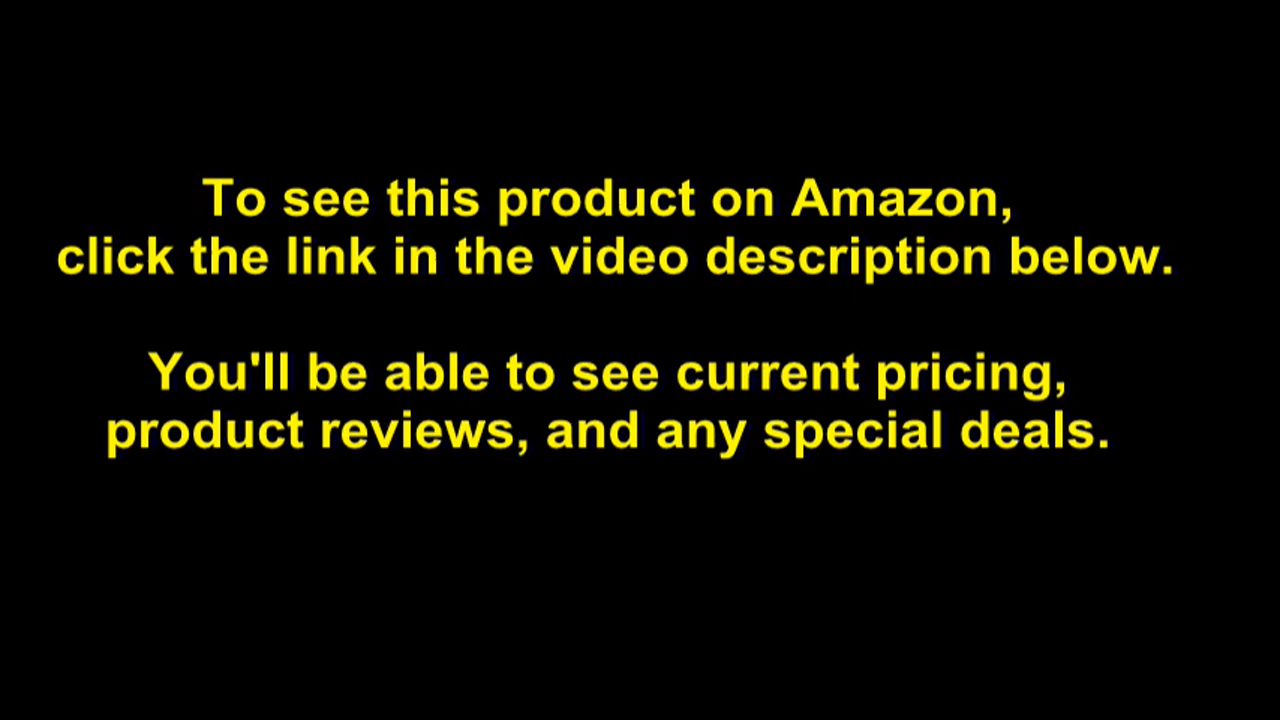 To see this product on Amazon,
click the link in the video description below.
You'll be able to see current pricing,
product reviews, and any special deals.